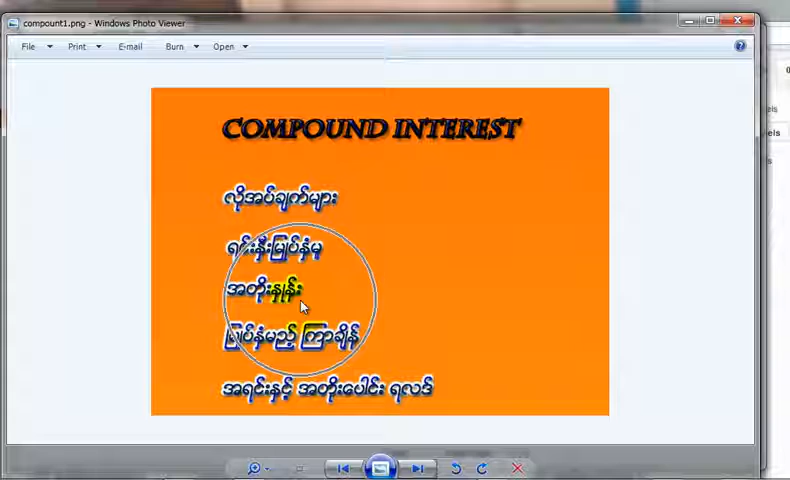 compount1.png - Windows Photo Viewer
File Print E-mail Burn Open
COMPOUND INTEREST
လိုအပ်ချက်များ
ရင်းနှီးမြှုပ်နှံမှု
အတိုးနှုန်း
မြှုပ်နှံမည့် ကြာချိန်
အရင်းနှင့် အတိုးပေါင်း ရလဒ်